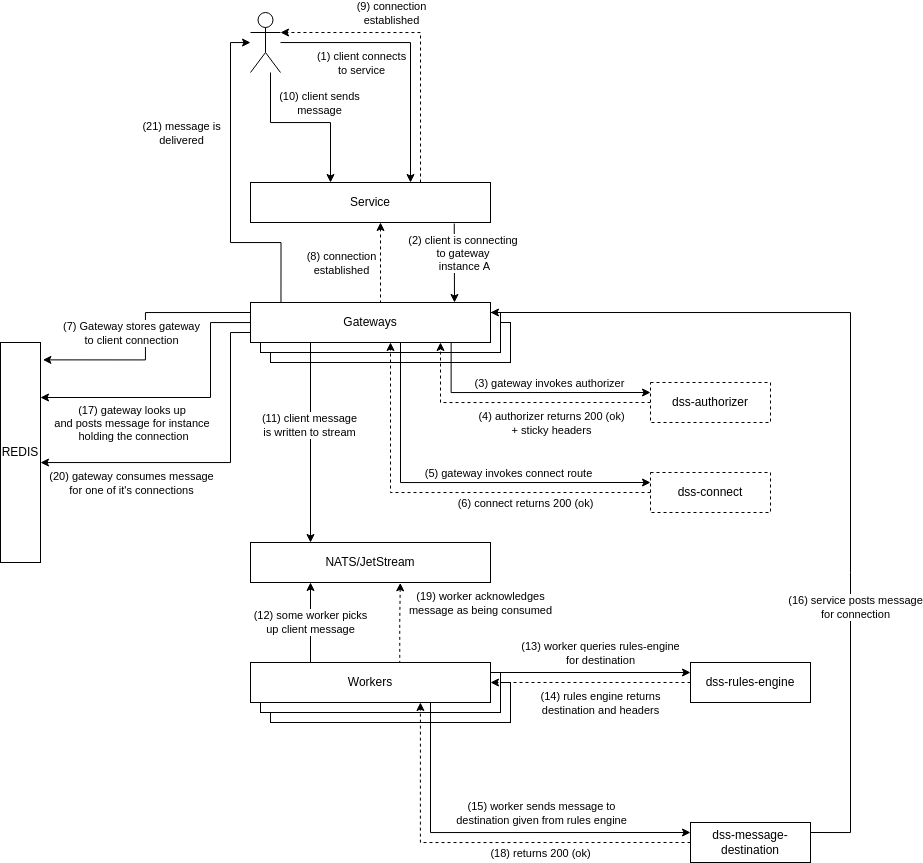 (9) connection
established
(1) client connects
to service
(10) client sends
message
(21) message is
delivered
Service
(8) connection
established
(2) client is connecting
to gateway
instance A
Gateways
(7) Gateway stores gateway
to client connection
(3) gateway invokes authorizer
dss-authorizer
(4) authorizer returns 200 (ok)
+ sticky headers
(17) gateway looks up
and posts message for instance
holding the connection
(11) client message
is written to stream
REDIS
(20) gateway consumes message
for one of it's connections
(5) gateway invokes connect route
dss-connect
(6) connect returns 200 (ok)
NATS/JetStream
(19) worker acknowledges
message as being consumed
(12) some worker picks
up client message
(16) service posts message
for connection
(13) worker queries rules-engine
for destination
Workers
dss-rules-engine
(14) rules engine returns
destination and headers
(15) worker sends message to
destination given from rules engine
dss-message-
destination
(18) returns 200 (ok)